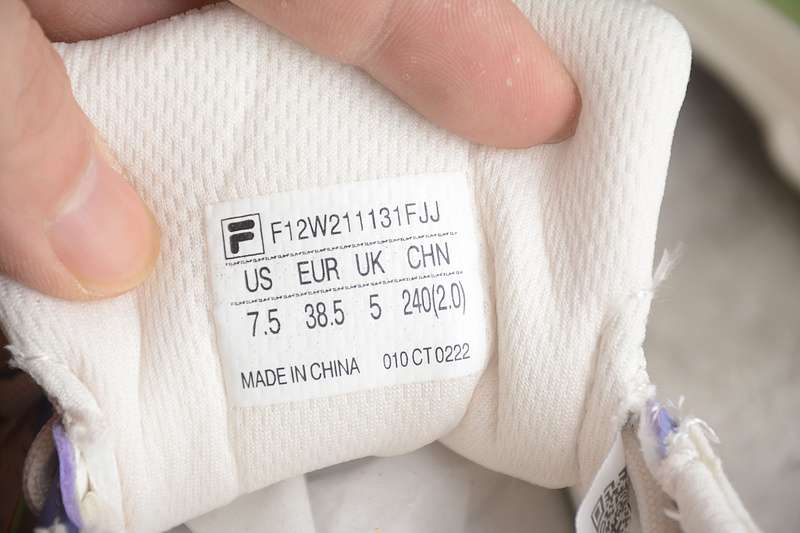 F F12W211131FJJ
US EUR UK CHN
7.5 38.5 5 240(2.0)
MADE IN CHINA 010 CT 0222